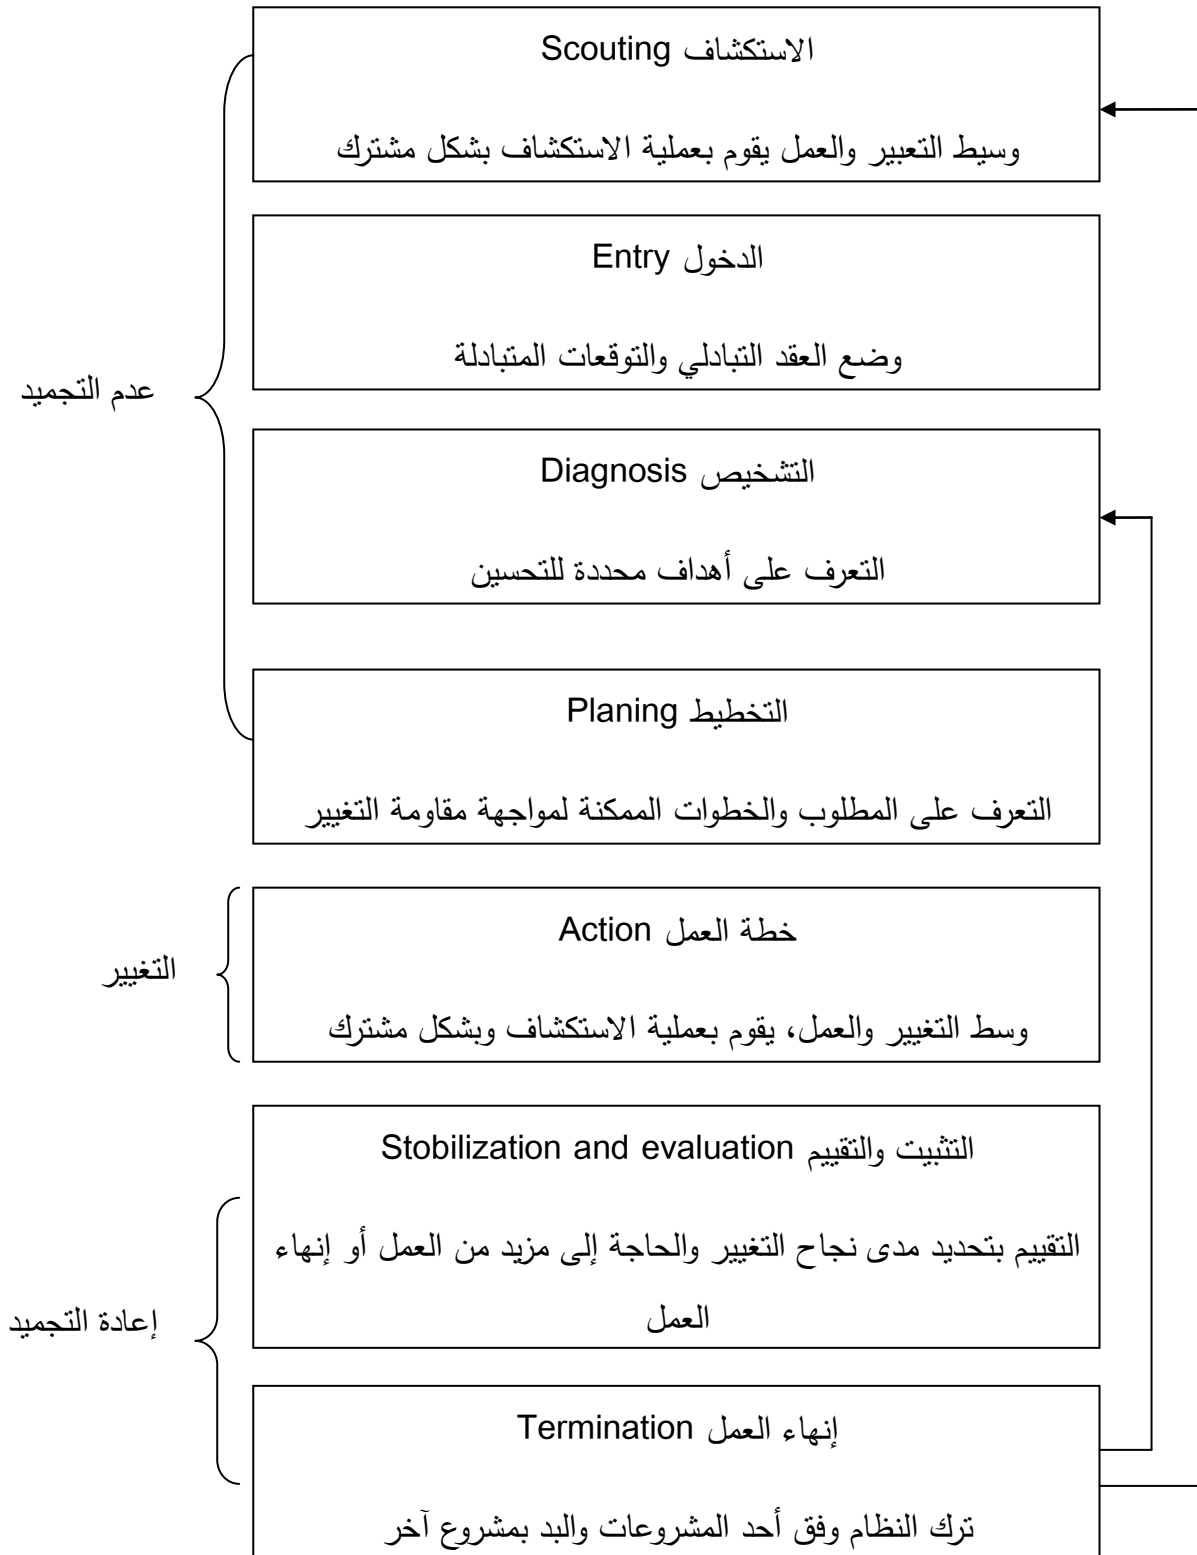 الاستكشاف Scouting
وسيط التعبير والعمل يقوم بعملية الاستكشاف بشكل مشترك
الدخول Entry
وضع العقد التبادلي والتوقعات المتبادلة
عدم التجميد
التشخيص Diagnosis
التعرف على أهداف محددة للتحسين
التخطيط Planing
التعرف على المطلوب والخطوات الممكنة لمواجهة مقاومة التغيير
خطة العمل Action
التغيير
وسط التغيير والعمل، يقوم بعملية الاستكشاف وبشكل مشترك
التثبيت والتقييم Stobilization and evaluation
التقييم بتحديد مدى نجاح التغيير والحاجة إلى مزيد من العمل أو إنهاء
العمل
إعادة التجميد
إنهاء العمل Termination
ترك النظام وفق أحد المشروعات والبد بمشروع آخر